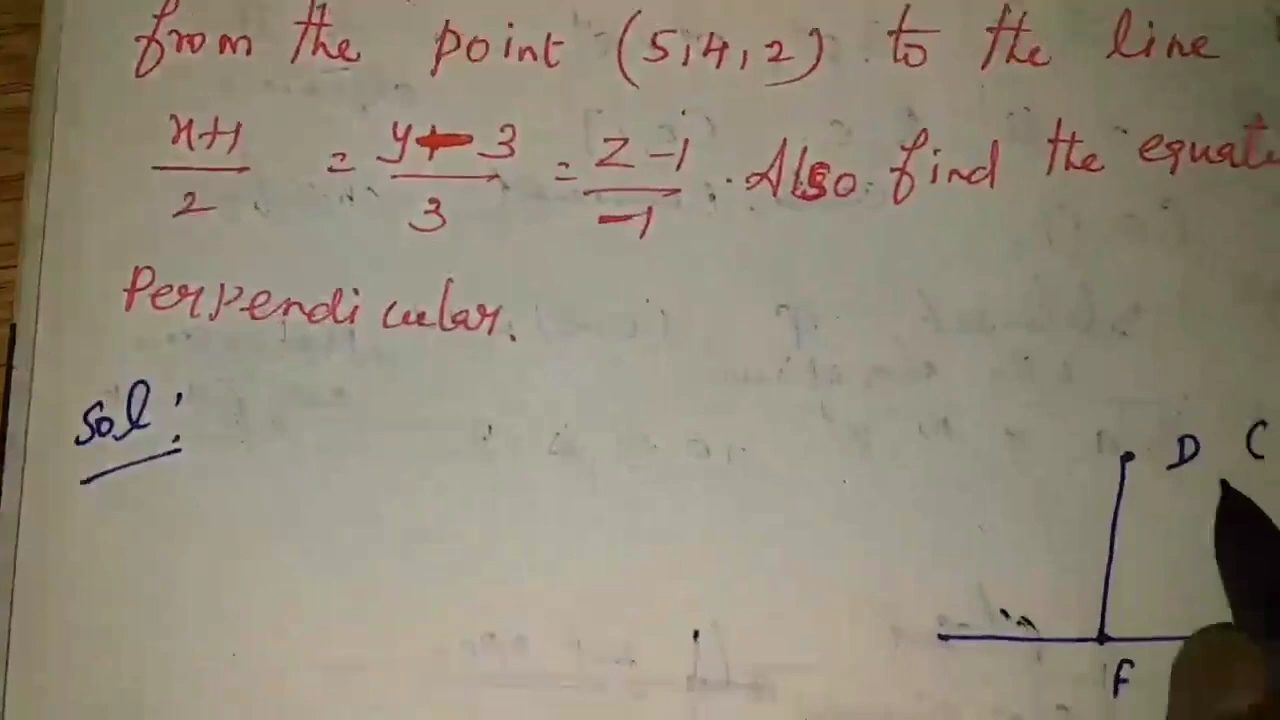 from the point (5,4,2) to the line
x+1/2 = y-3/3 = z-1/-1 . Also find the equati
Perpendicular.
Sol:
D (
F